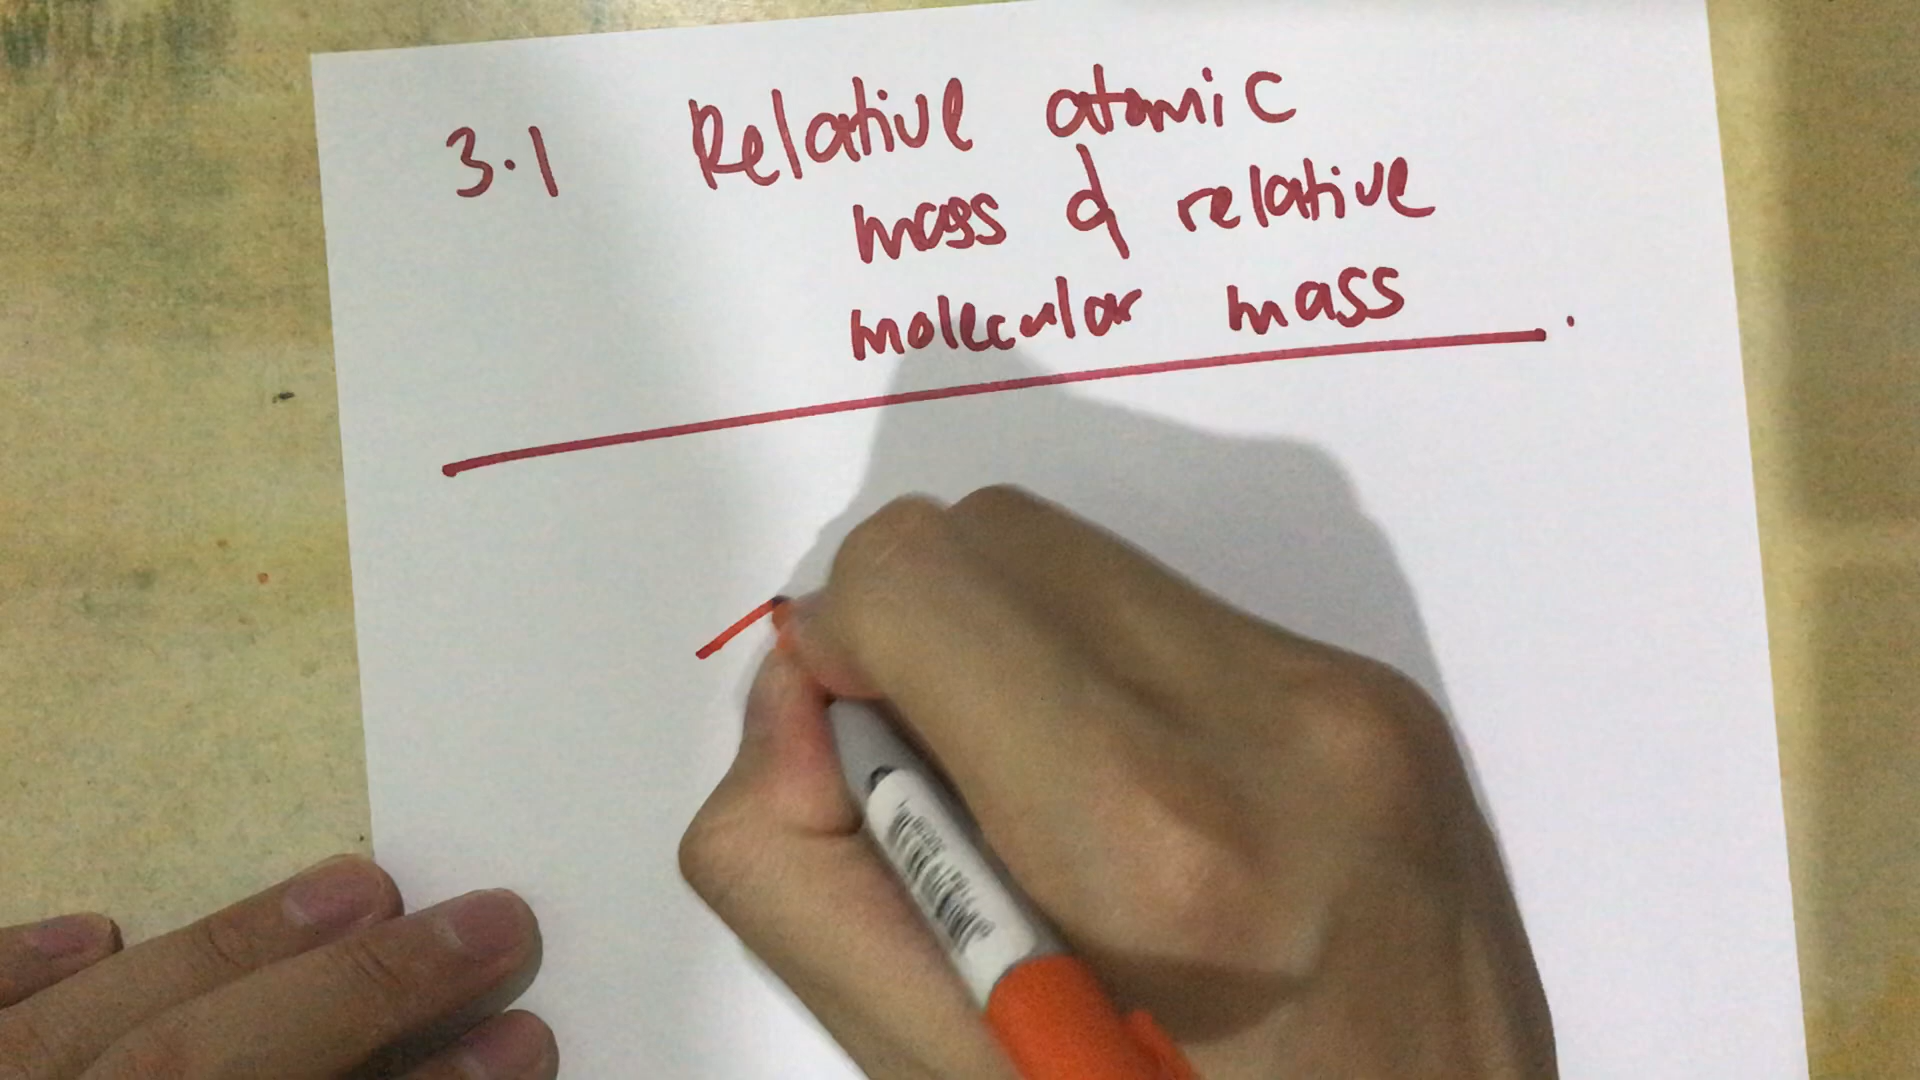 3.1 Relative atomic
mass & relative
molecular mass.